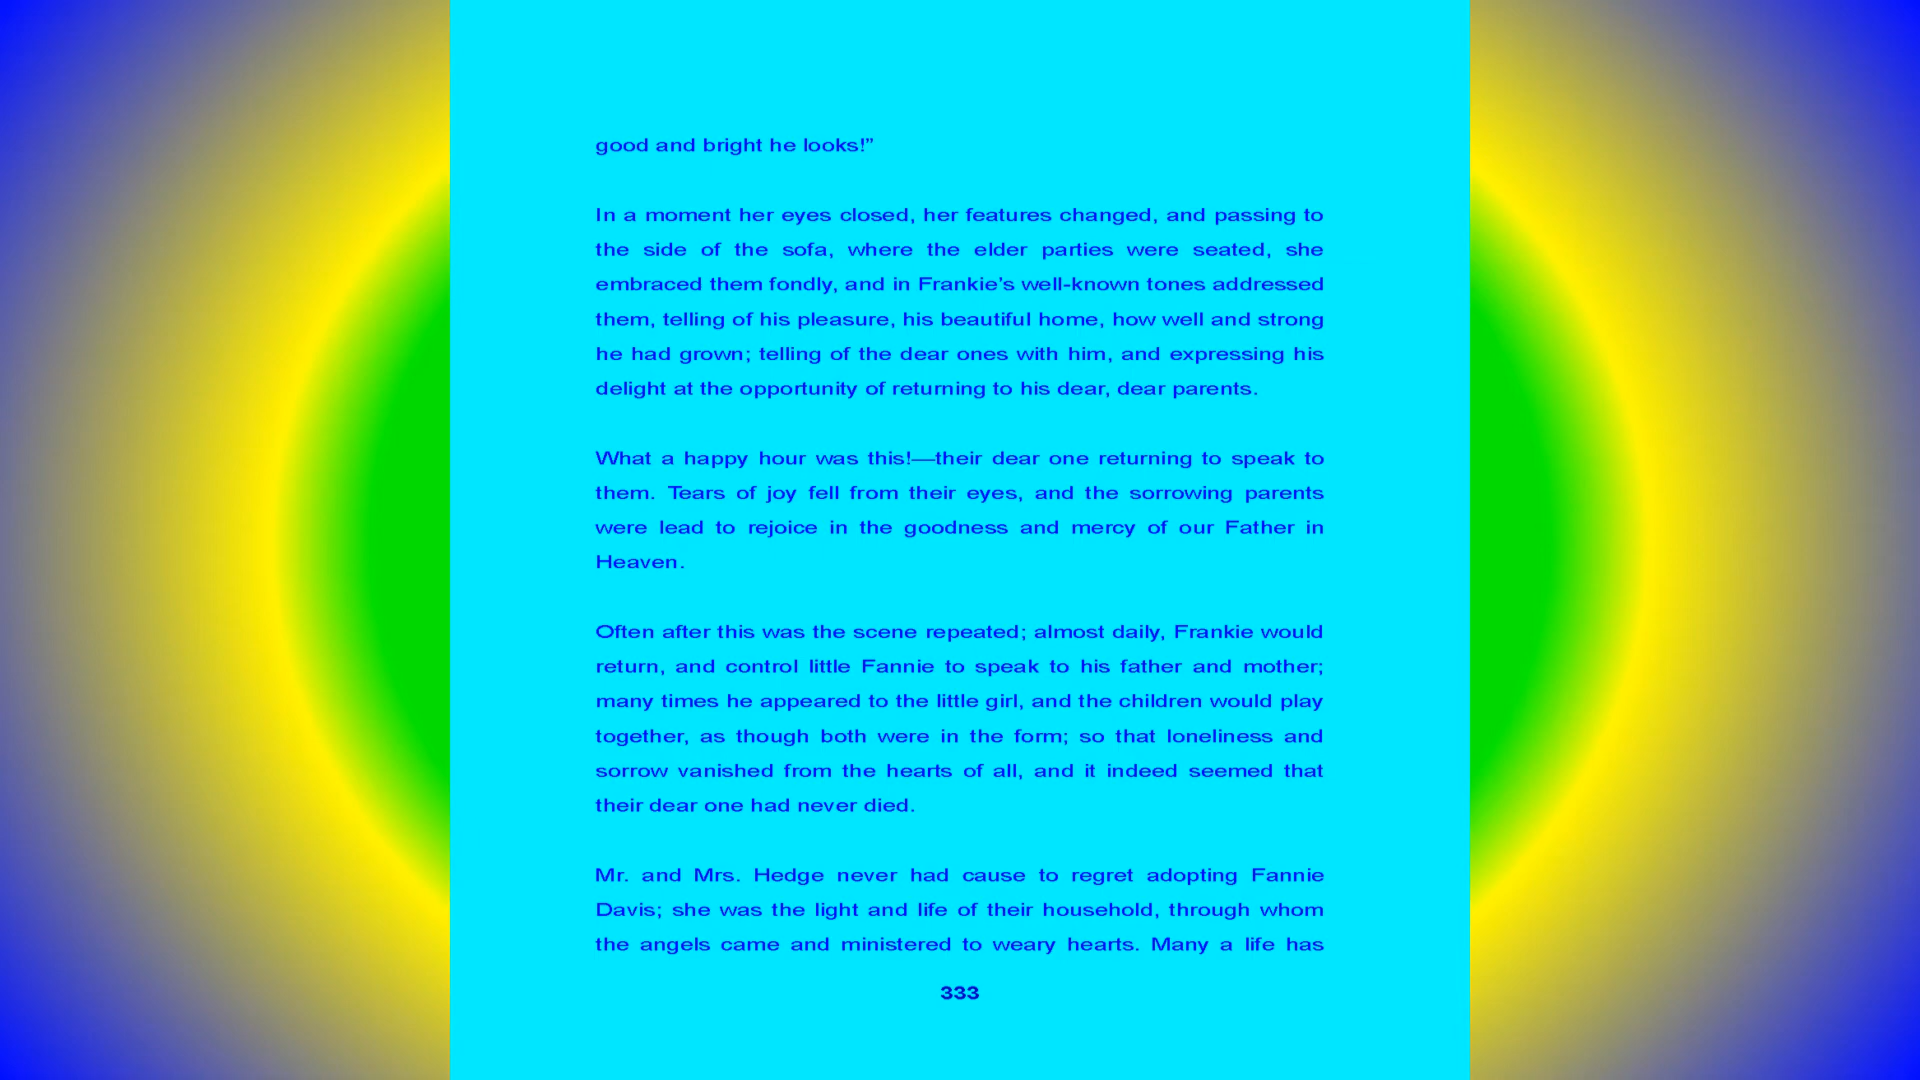 good and bright he looks!”
In a moment her eyes closed, her features changed, and passing to
the side of the sofa, where the elder parties were seated, she
embraced them fondly, and in Frankie’s well-known tones addressed
them, telling of his pleasure, his beautiful home, how well and strong
he had grown; telling of the dear ones with him, and expressing his
delight at the opportunity of returning to his dear, dear parents.
What a happy hour was this!—their dear one returning to speak to
them. Tears of joy fell from their eyes, and the sorrowing parents
were lead to rejoice in the goodness and mercy of our Father in
Heaven.
Often after this was the scene repeated; almost daily, Frankie would
return, and control little Fannie to speak to his father and mother;
many times he appeared to the little girl, and the children would play
together, as though both were in the form; so that loneliness and
sorrow vanished from the hearts of all, and it indeed seemed that
their dear one had never died.
Mr. and Mrs. Hedge never had cause to regret adopting Fannie
Davis; she was the light and life of their household, through whom
the angels came and ministered to weary hearts. Many a life has
333